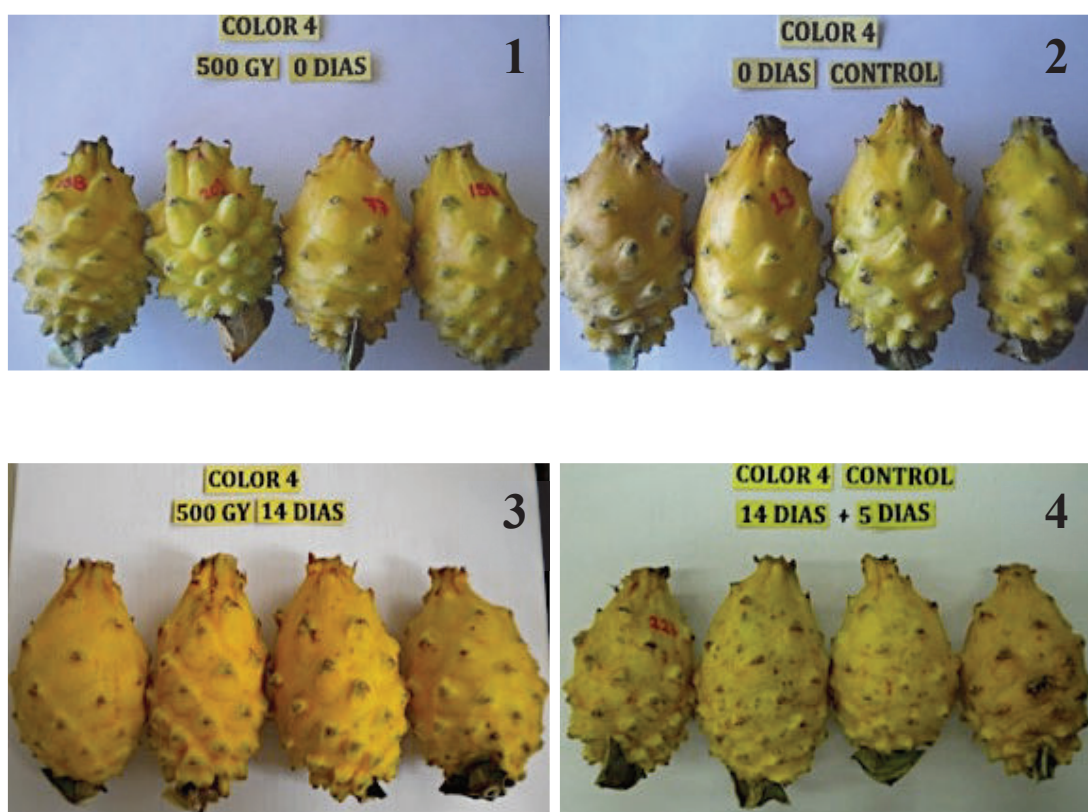 COLOR 4
500 GY 0 DIAS
1
COLOR 4
0 DIAS CONTROL
2
23
COLOR 4
500 GY 14 DIAS
3
COLOR 4 CONTROL
14 DIAS + 5 DIAS
4